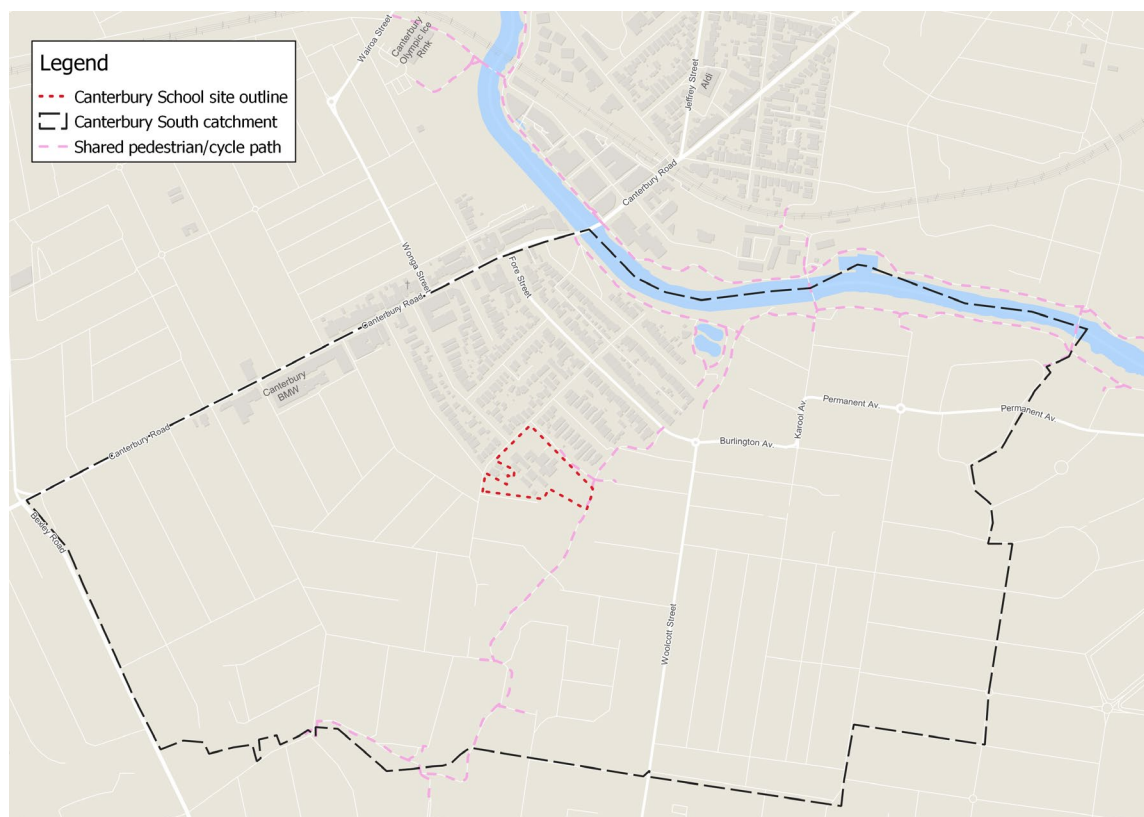 Legend
Canterbury School site outline
Canterbury South catchment
Shared pedestrian/cycle path
Wairoa Street
Canterbury
Olympic Ice
Rink
Jeffrey Street
Aldi
Canterbury Road
Wonga Street
Fore Street
Canterbury Road
Canterbury
BMW
Canterbury Road
Bexley Road
Permanent Av.
Karool Av.
Permanent Av.
Burlington Av.
Woolcott Street